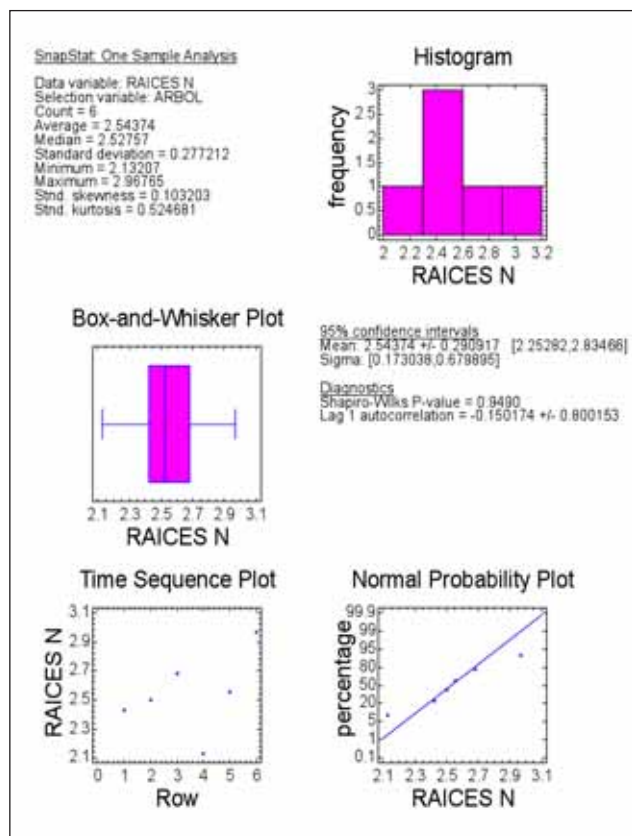 SnapStat: One Sample Analysis
Data variable: RAICES N
Selection variable: ARBOL
Count = 6
Average = 2.54374
Median = 2.52757
Standard deviation = 0.277212
Minimum = 2.13207
Maximum = 2.96765
Stnd. skewness = 0.103203
Stnd. kurtosis = 0.524681
Histogram
frequency
3
2.5
2
1.5
1
0.5
0
2 2.2 2.4 2.6 2.8 3 3.2
RAICES N
Box-and-Whisker Plot
2.1 2.3 2.5 2.7 2.9 3.1
RAICES N
95% confidence intervals
Mean: 2.54374 +/- 0.290917 [2.25282,2.83466]
Sigma: [0.173038,0.679895]
Diagnostics
Shapiro-Wilks P-value = 0.9490
Lag 1 autocorrelation = -0.150174 +/- 0.800153
Time Sequence Plot
RAICES N
3.1
2.9
2.7
2.5
2.3
2.1
0 1 2 3 4 5 6
Row
Normal Probability Plot
percentage
99.9
99
95
80
50
20
5
1
0.1
2.1 2.3 2.5 2.7 2.9 3.1
RAICES N